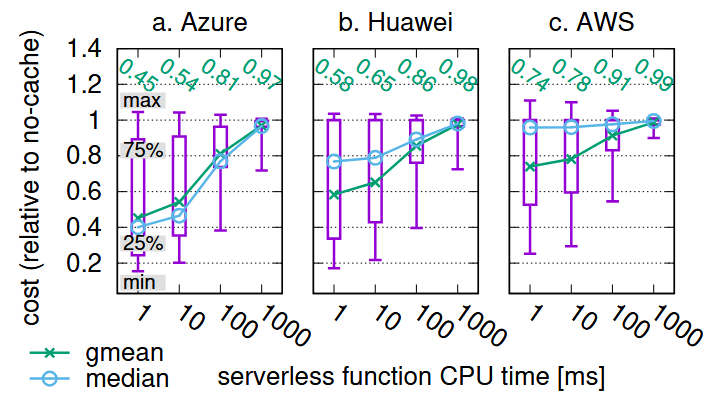 a. Azure
b. Huawei
c. AWS
cost (relative to no-cache)
1.4
1.2
1
0.8
0.6
0.4
0.2
0.45 0.54 0.81 0.97
max
75%
25%
min
0.58 0.65 0.86 0.98
0.74 0.78 0.91 0.99
1 10 100 1000
1 10 100 1000
1 10 100 1000
gmean
median
serverless function CPU time [ms]